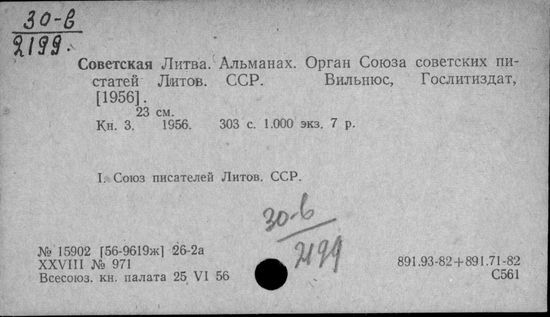 30-в
2199.
Советская Литва. Альманах. Орган Союза советских пи-
статей Литов. ССР. Вильнюс, Гослитиздат,
[1956].
23 см.
Кн. 3. 1956. 303 с. 1.000 экз. 7 р.
I. Союз писателей Литов. ССР.
30-в
2199
№ 15902 [56-9619ж] 26-2а
XXVIII № 971
Всесоюз. кн. палата 25 VI 56
891.93-82+891.71-82
С561